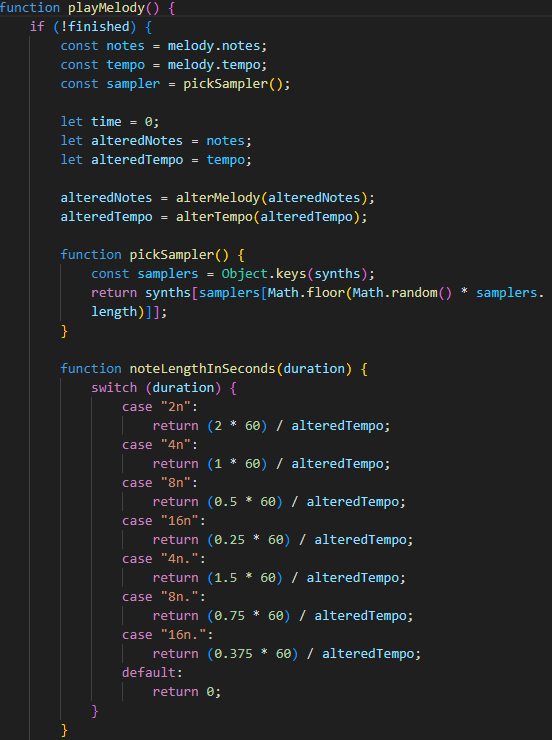 function playMelody() {
    if (!finished) {
        const notes = melody.notes;
        const tempo = melody.tempo;
        const sampler = pickSampler();

        let time = 0;
        let alteredNotes = notes;
        let alteredTempo = tempo;

        alteredNotes = alterMelody(alteredNotes);
        alteredTempo = alterTempo(alteredTempo);

        function pickSampler() {
            const samplers = Object.keys(synths);
            return synths[samplers[Math.floor(Math.random() * samplers.
            length)]];
        }

        function noteLengthInSeconds(duration) {
            switch (duration) {
                case "2n":
                    return (2 * 60) / alteredTempo;
                case "4n":
                    return (1 * 60) / alteredTempo;
                case "8n":
                    return (0.5 * 60) / alteredTempo;
                case "16n":
                    return (0.25 * 60) / alteredTempo;
                case "4n.":
                    return (1.5 * 60) / alteredTempo;
                case "8n.":
                    return (0.75 * 60) / alteredTempo;
                case "16n.":
                    return (0.375 * 60) / alteredTempo;
                default:
                    return 0;
            }
        }